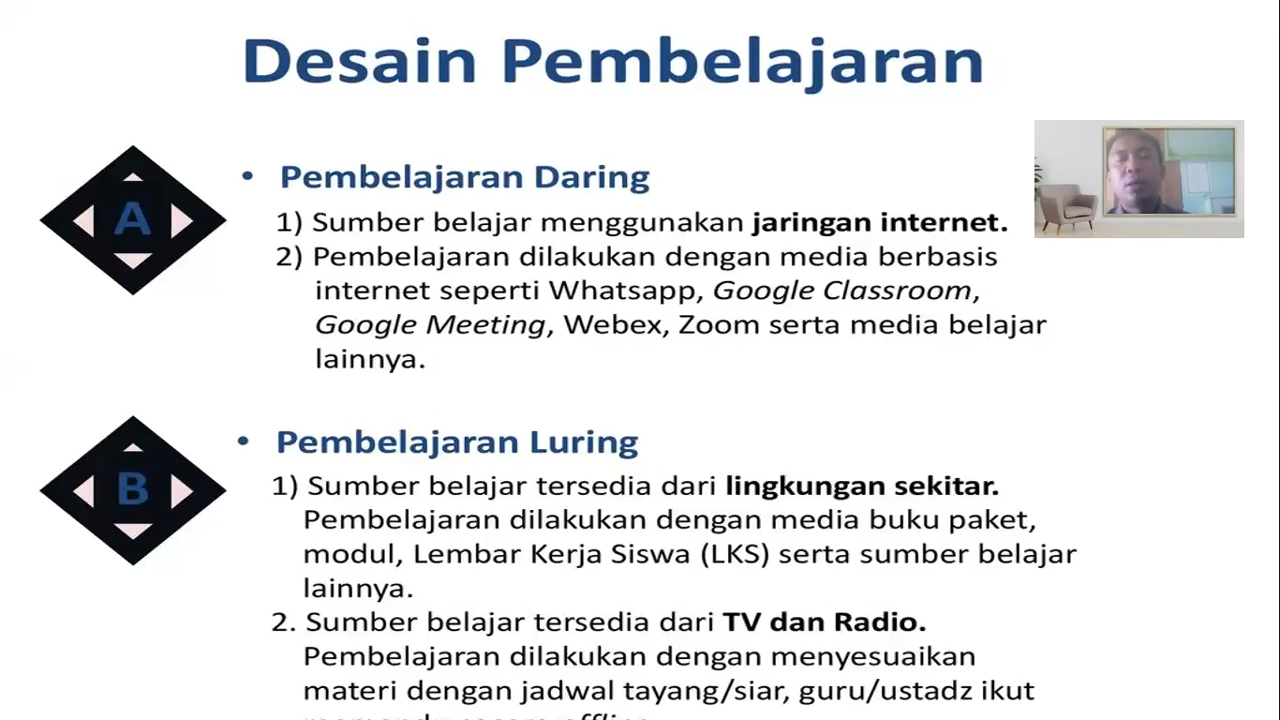 Desain Pembelajaran
A
• Pembelajaran Daring
1) Sumber belajar menggunakan jaringan internet.
2) Pembelajaran dilakukan dengan media berbasis
internet seperti Whatsapp, Google Classroom,
Google Meeting, Webex, Zoom serta media belajar
lainnya.
B
• Pembelajaran Luring
1) Sumber belajar tersedia dari lingkungan sekitar.
Pembelajaran dilakukan dengan media buku paket,
modul, Lembar Kerja Siswa (LKS) serta sumber belajar
lainnya.
2. Sumber belajar tersedia dari TV dan Radio.
Pembelajaran dilakukan dengan menyesuaikan
materi dengan jadwal tayang/siar, guru/ustadz ikut